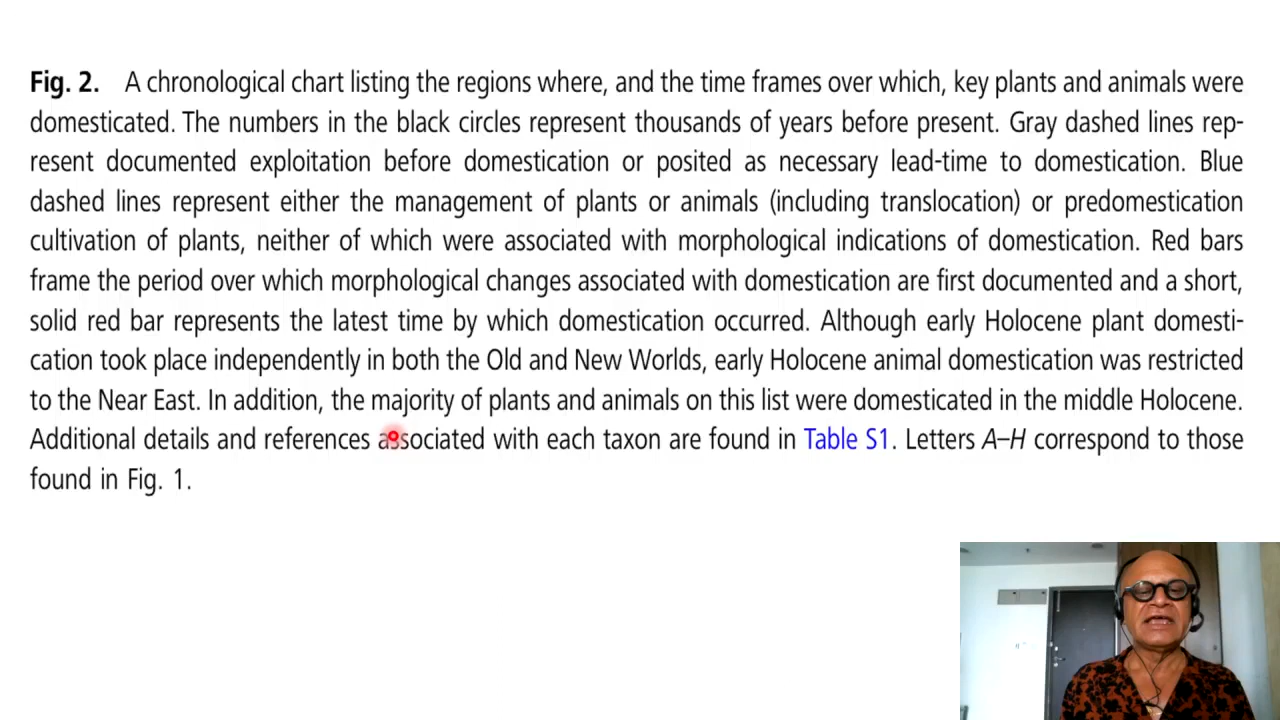 Fig. 2. A chronological chart listing the regions where, and the time frames over which, key plants and animals were
domesticated. The numbers in the black circles represent thousands of years before present. Gray dashed lines rep-
resent documented exploitation before domestication or posited as necessary lead-time to domestication. Blue
dashed lines represent either the management of plants or animals (including translocation) or predomestication
cultivation of plants, neither of which were associated with morphological indications of domestication. Red bars
frame the period over which morphological changes associated with domestication are first documented and a short,
solid red bar represents the latest time by which domestication occurred. Although early Holocene plant domesti-
cation took place independently in both the Old and New Worlds, early Holocene animal domestication was restricted
to the Near East. In addition, the majority of plants and animals on this list were domesticated in the middle Holocene.
Additional details and references associated with each taxon are found in Table S1. Letters A–H correspond to those
found in Fig. 1.